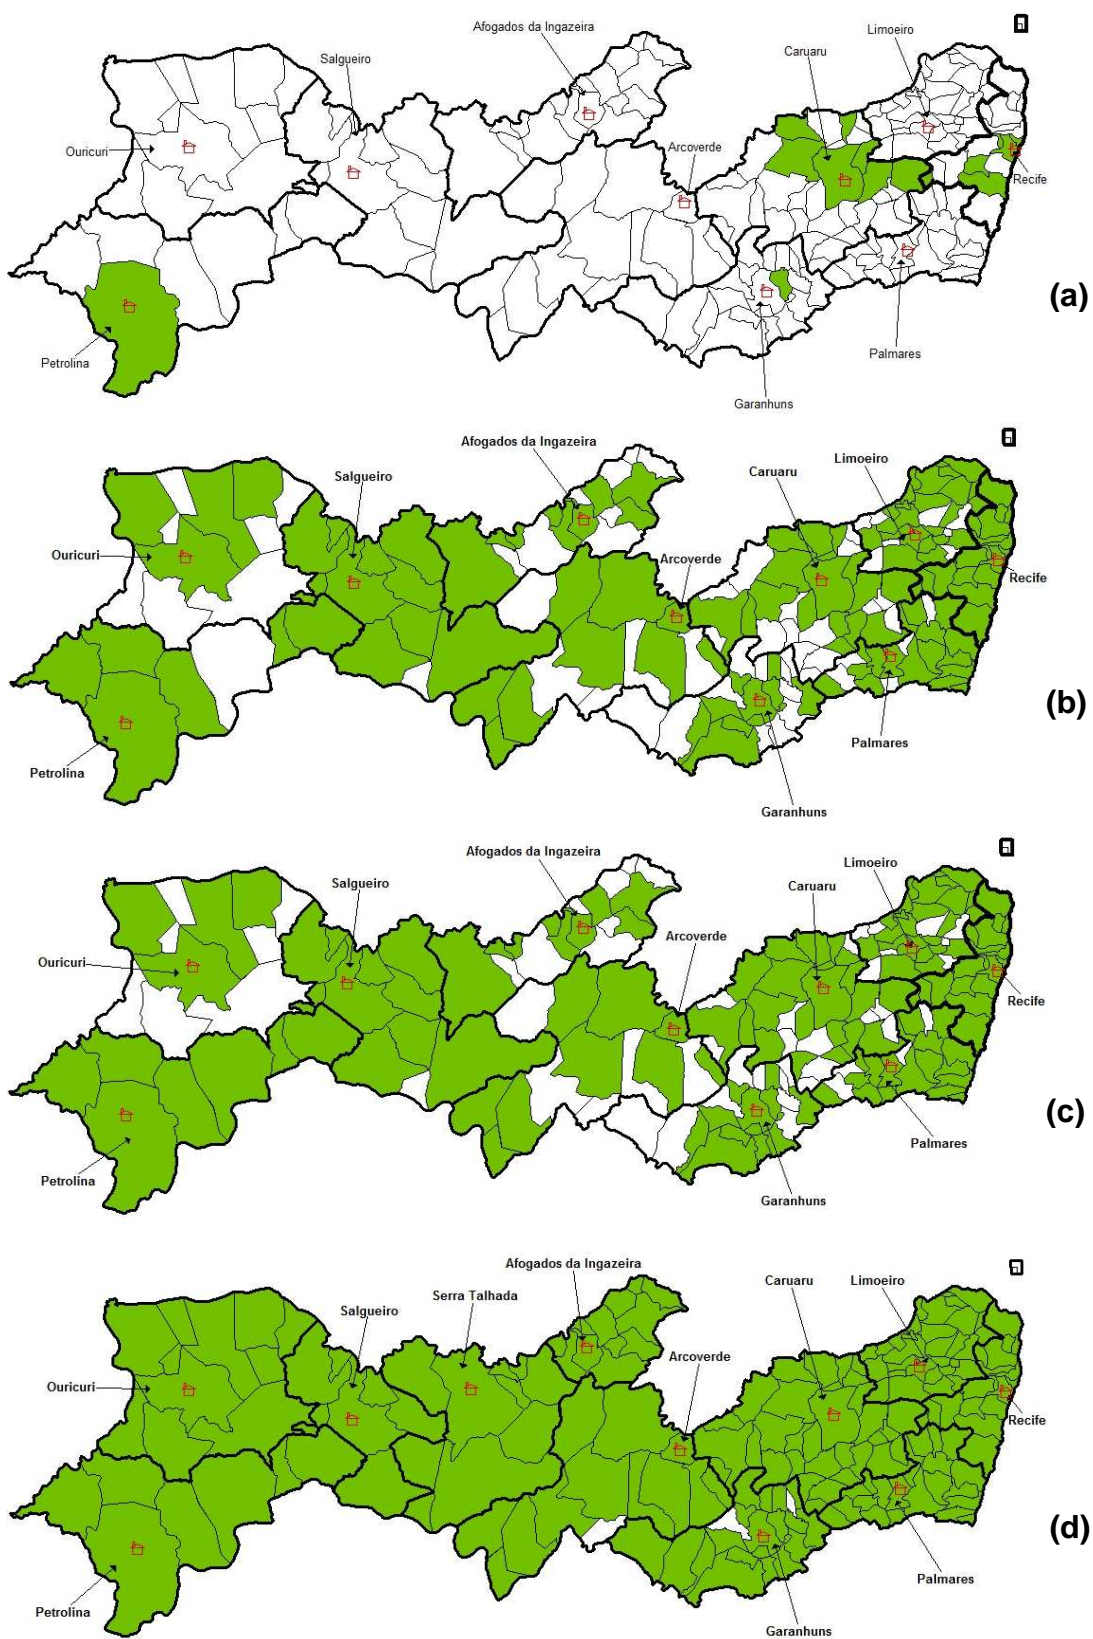 Afogados da Ingazeira
Limoeiro
Caruaru
Salgueiro
Arcoverde
Ouricuri
Recife
(a)
Petrolina
Palmares
Garanhuns
Afogados da Ingazeira
Limoeiro
Caruaru
Salgueiro
Ouricuri
Arcoverde
Recife
(b)
Palmares
Petrolina
Garanhuns
Afogados da Ingazeira
Limoeiro
Caruaru
Salgueiro
Arcoverde
Ouricuri
Recife
(c)
Palmares
Petrolina
Garanhuns
Afogados da Ingazeira
Caruaru
Limoeiro
Serra Talhada
Salgueiro
Arcoverde
Ouricuri
Recife
(d)
Palmares
Petrolina
Garanhuns